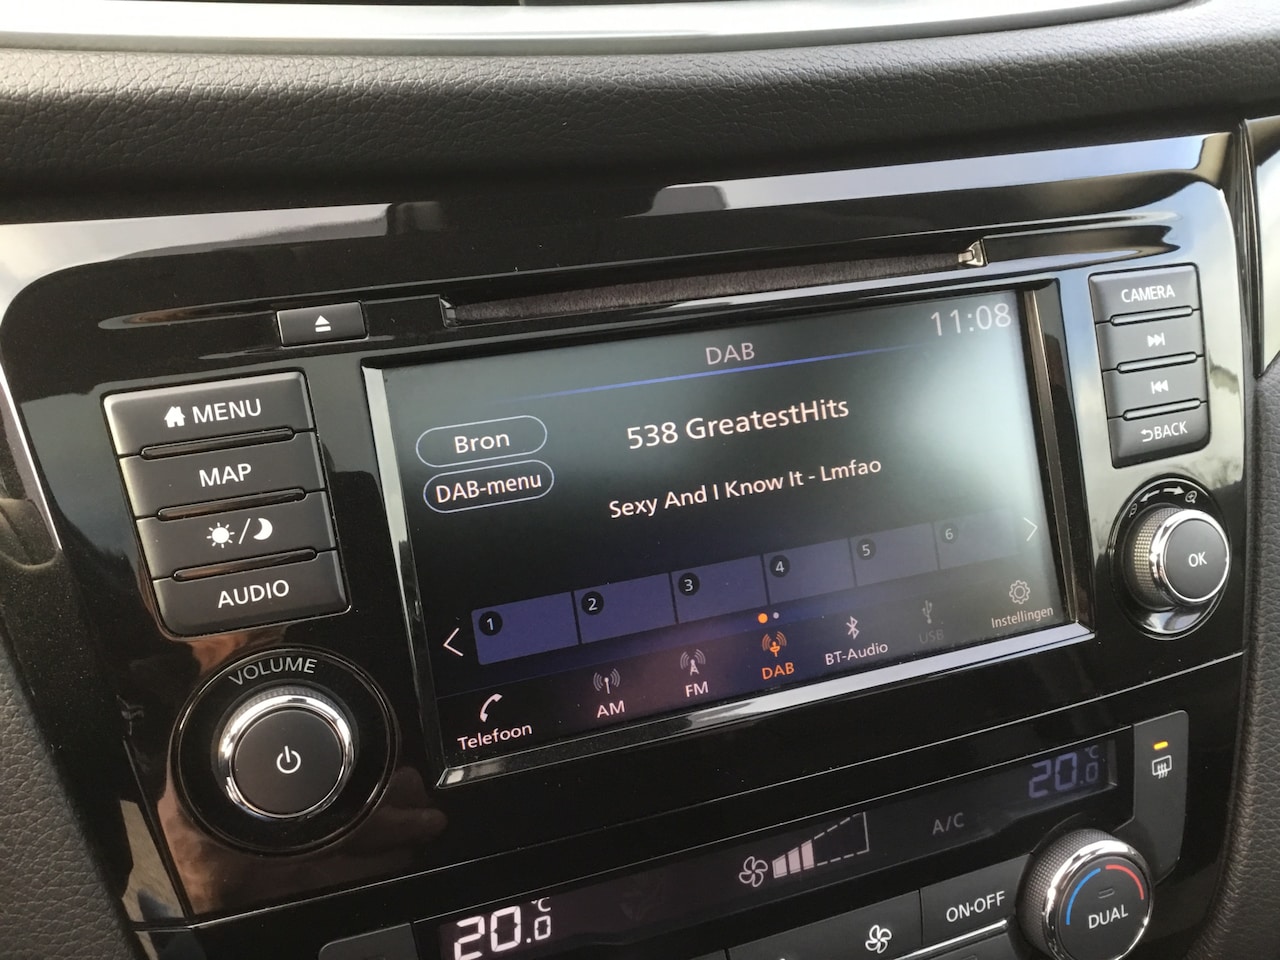 MENU
MAP
AUDIO
VOLUME
DAB
11:08
Bron
538 GreatestHits
DAB-menu
Sexy And I Know It - Lmfao
1 2 3 4 5 6
Telefoon
AM
FM
DAB
BT-Audio
USB
Instellingen
CAMERA
BACK
OK
20.0 °C
A/C
20.0 °C
ON·OFF
DUAL